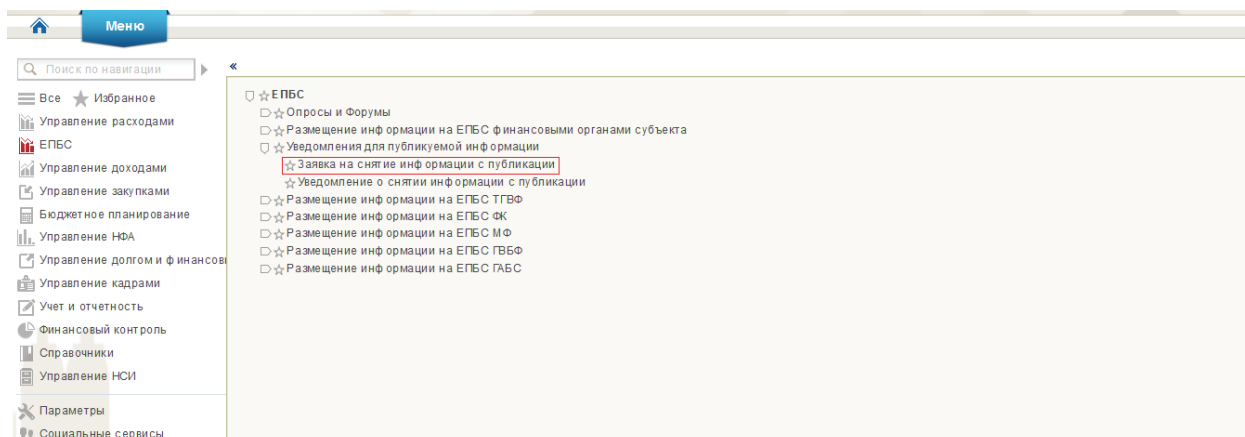 Меню
Поиск по навигации
«
Все Избранное
Управление расходами
ЕПБС
Управление доходами
Управление закупками
Бюджетное планирование
Управление НФА
Управление долгом и финансовы
Управление кадрами
Учет и отчетность
Финансовый контроль
Справочники
Управление НСИ
Параметры
Социальные сервисы
ЕПБС
Опросы и Форумы
Размещение информации на ЕПБС финансовыми органами субъекта
Уведомления для публикуемой информации
Заявка на снятие информации с публикации
Уведомление о снятии информации с публикации
Размещение информации на ЕПБС ТГВФ
Размещение информации на ЕПБС ФК
Размещение информации на ЕПБС МФ
Размещение информации на ЕПБС ГВБФ
Размещение информации на ЕПБС ГАБС